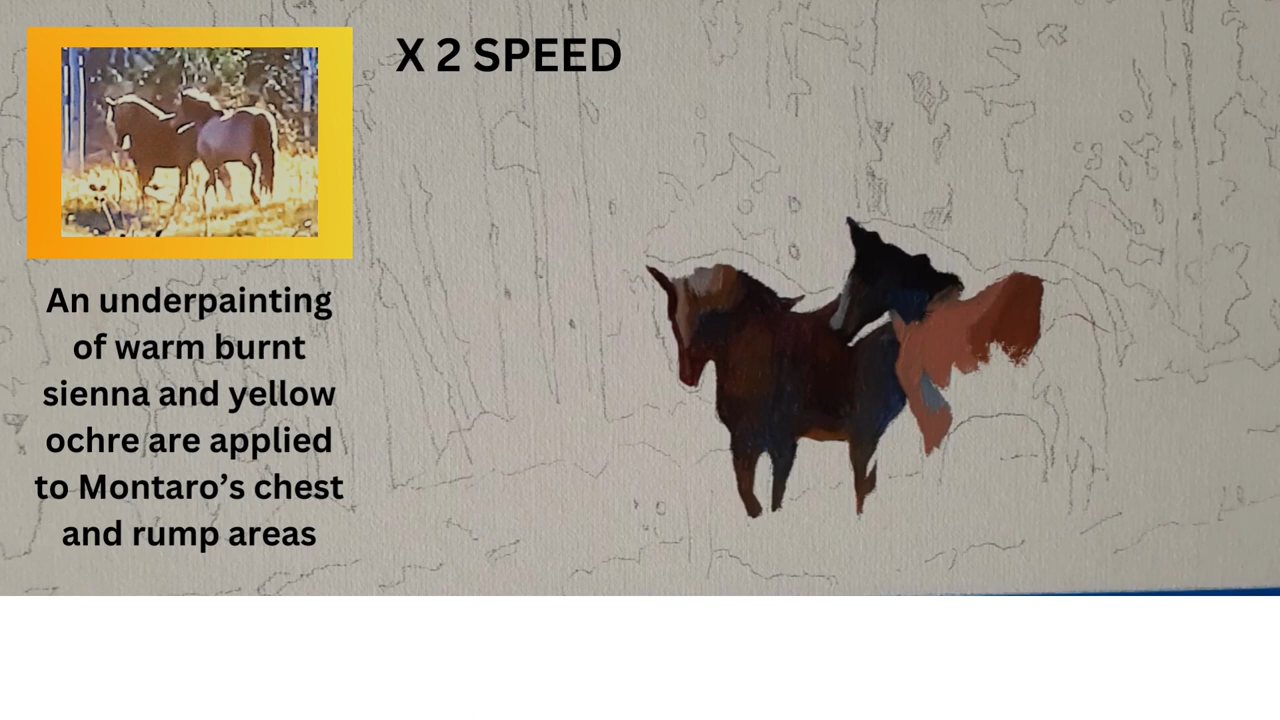 X 2 SPEED
An underpainting
of warm burnt
sienna and yellow
ochre are applied
to Montaro’s chest
and rump areas